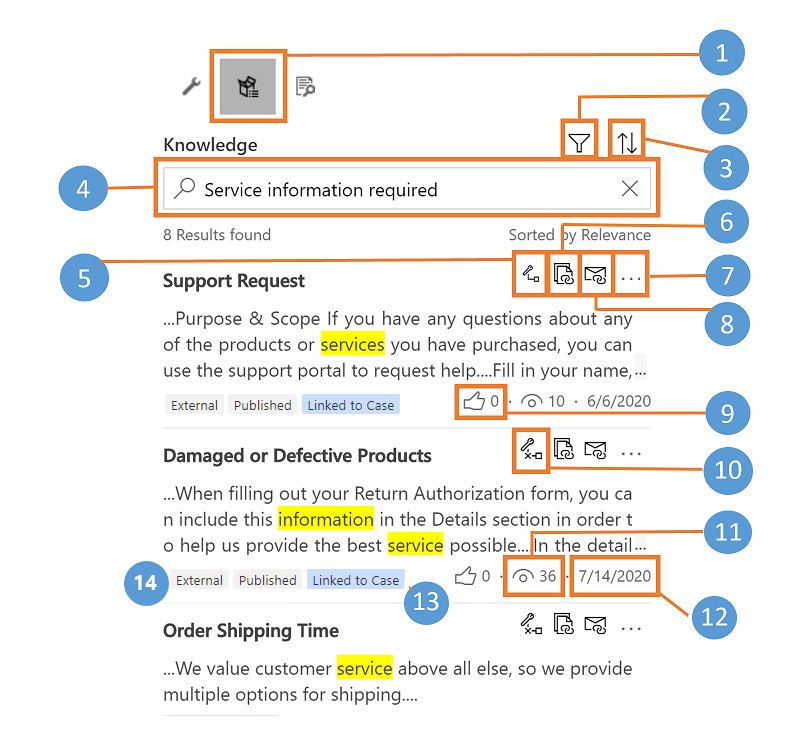 1
2
Knowledge
3
4
Service information required
8 Results found
Sorted by Relevance
6
5
Support Request
...
7
8
...Purpose & Scope If you have any questions about any
of the products or services you have purchased, you can
use the support portal to request help....Fill in your name,...
External Published Linked to Case
0 · 10 · 6/6/2020
9
Damaged or Defective Products
...
10
...When filling out your Return Authorization form, you ca
n include this information in the Details section in order t
o help us provide the best service possible....In the detail...
11
14
External Published Linked to Case
0 · 36 · 7/14/2020
13
12
Order Shipping Time
...
...We value customer service above all else, so we provide
multiple options for shipping....